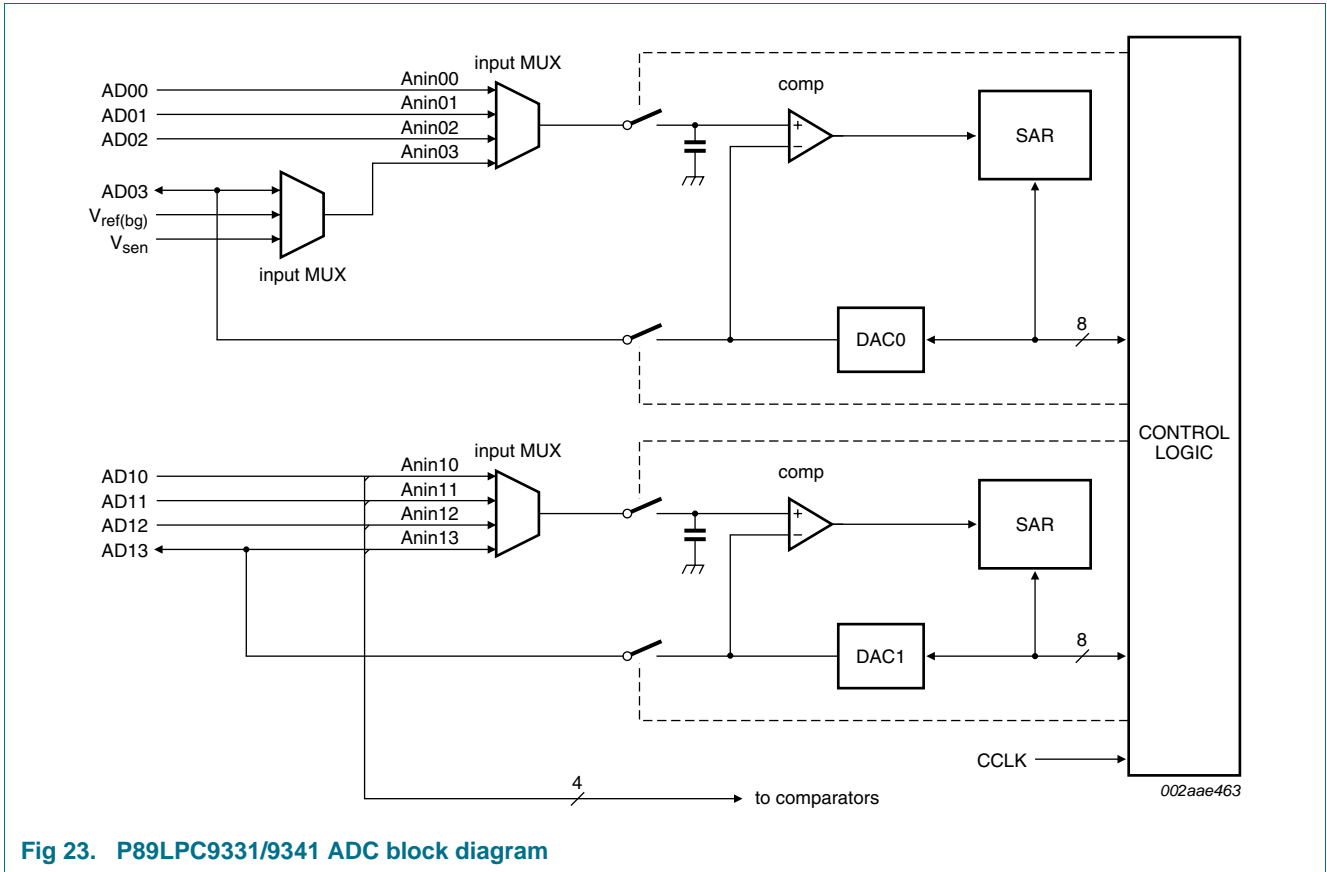 input MUX
comp
AD00
AD01
AD02
Anin00
Anin01
Anin02
Anin03
AD03
Vref(bg)
Vsen
input MUX
SAR
DAC0
8
CONTROL
LOGIC
input MUX
comp
AD10
AD11
AD12
AD13
Anin10
Anin11
Anin12
Anin13
SAR
DAC1
8
CCLK
4
to comparators
002aae463
Fig 23. P89LPC9331/9341 ADC block diagram